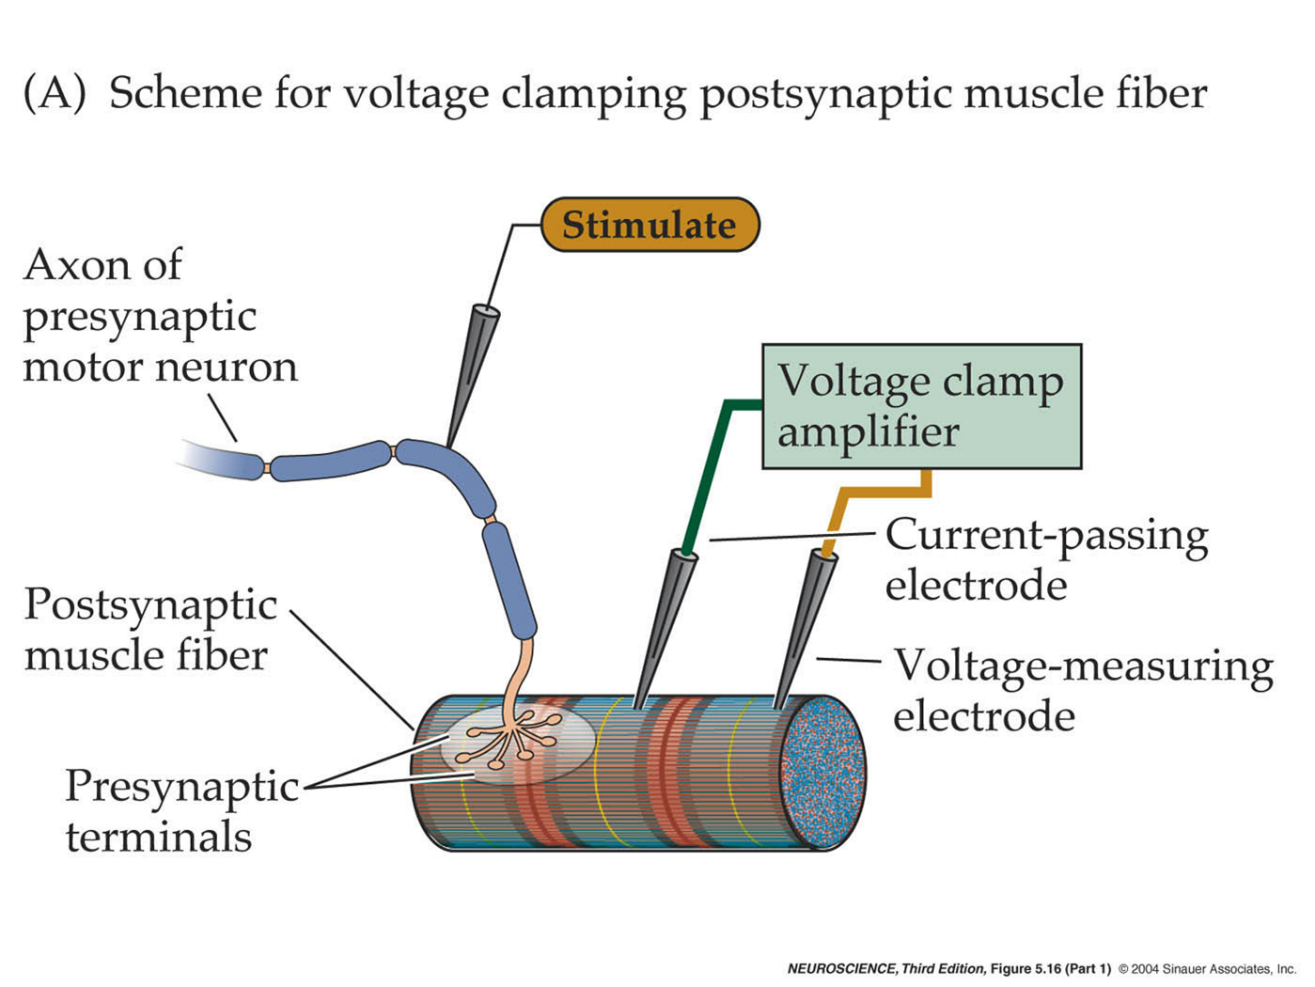 (A) Scheme for voltage clamping postsynaptic muscle fiber
Stimulate
Axon of
presynaptic
motor neuron
Voltage clamp
amplifier
Current-passing
electrode
Postsynaptic
muscle fiber
Voltage-measuring
electrode
Presynaptic
terminals
NEUROSCIENCE, Third Edition, Figure 5.16 (Part 1) © 2004 Sinauer Associates, Inc.